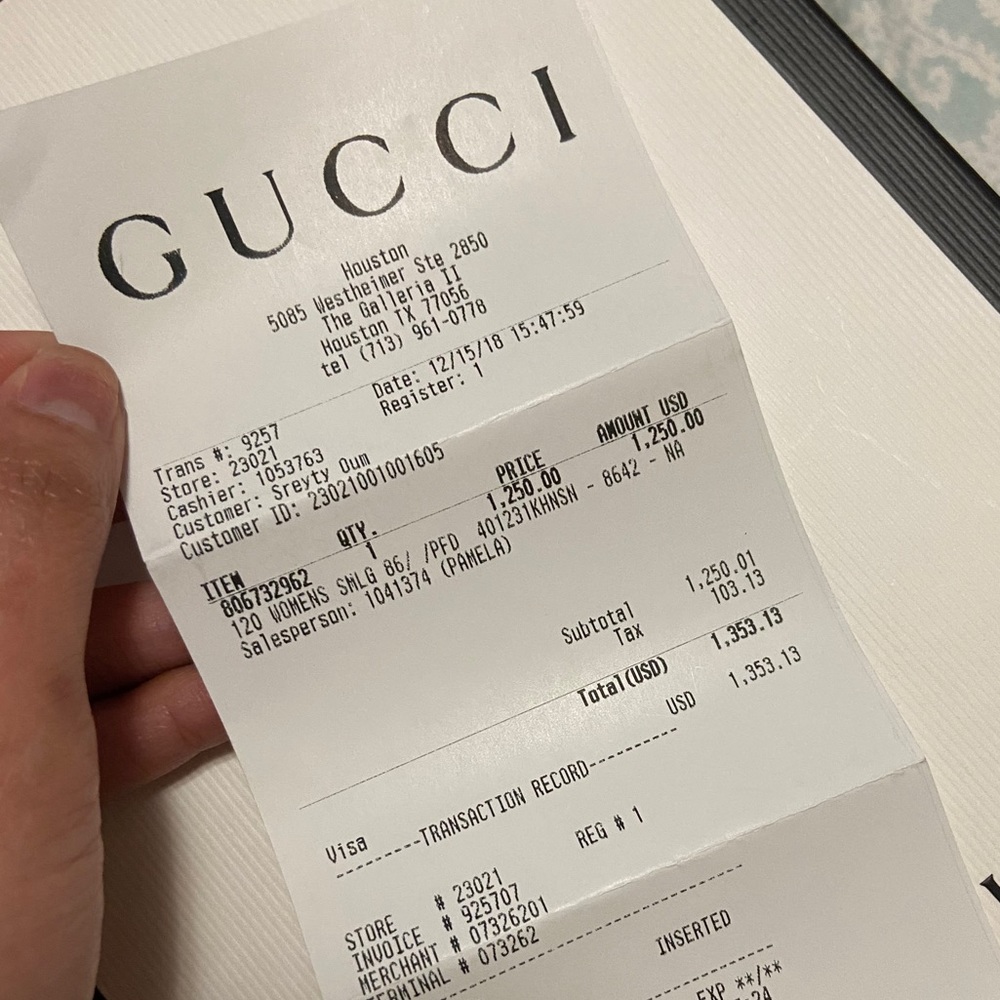 GUCCI
Houston
5085 Westheimer Ste 2850
The Galleria II
Houston TX 77056
tel (713) 961-0778
Date: 12/15/18 15:47:59
Register: 1
Trans #: 9257
Store: 23021
Cashier: 1053763
Customer: Sreyty Oum
Customer ID: 23021001001605
ITEM QTY. PRICE AMOUNT USD
806732962 1 1,250.00 1,250.00
120 WOMENS SMLG 86/ /PFD 401231KHNSN - 8642 - NA
Salesperson: 1041374 (PAMELA)
Subtotal 1,250.01
Tax 103.13
Total(USD) 1,353.13
USD 1,353.13
Visa
-------TRANSACTION RECORD---------
REG # 1
STORE # 23021
INVOICE # 925707
MERCHANT # 07326201
TERMINAL # 073262
INSERTED
EXP **/**